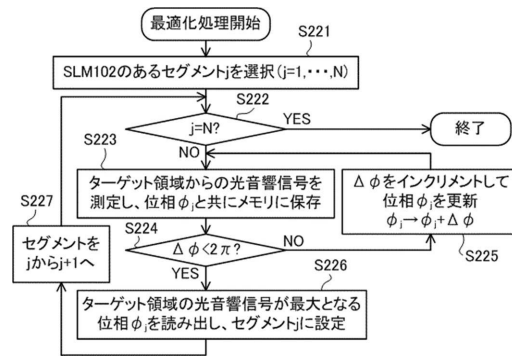 最適化処理開始
S221
SLM102のあるセグメントjを選択(j=1,・・・,N)
S222
j=N?
YES
終了
NO
S223
ターゲット領域からの光音響信号を
測定し、位相φjと共にメモリに保存
Δφをインクリメントして
位相φjを更新
φj→φj+Δφ
S225
S227
セグメントを
jからj+1へ
S224
Δφ<2π?
NO
YES
S226
ターゲット領域の光音響信号が最大となる
位相φjを読み出し、セグメントjに設定